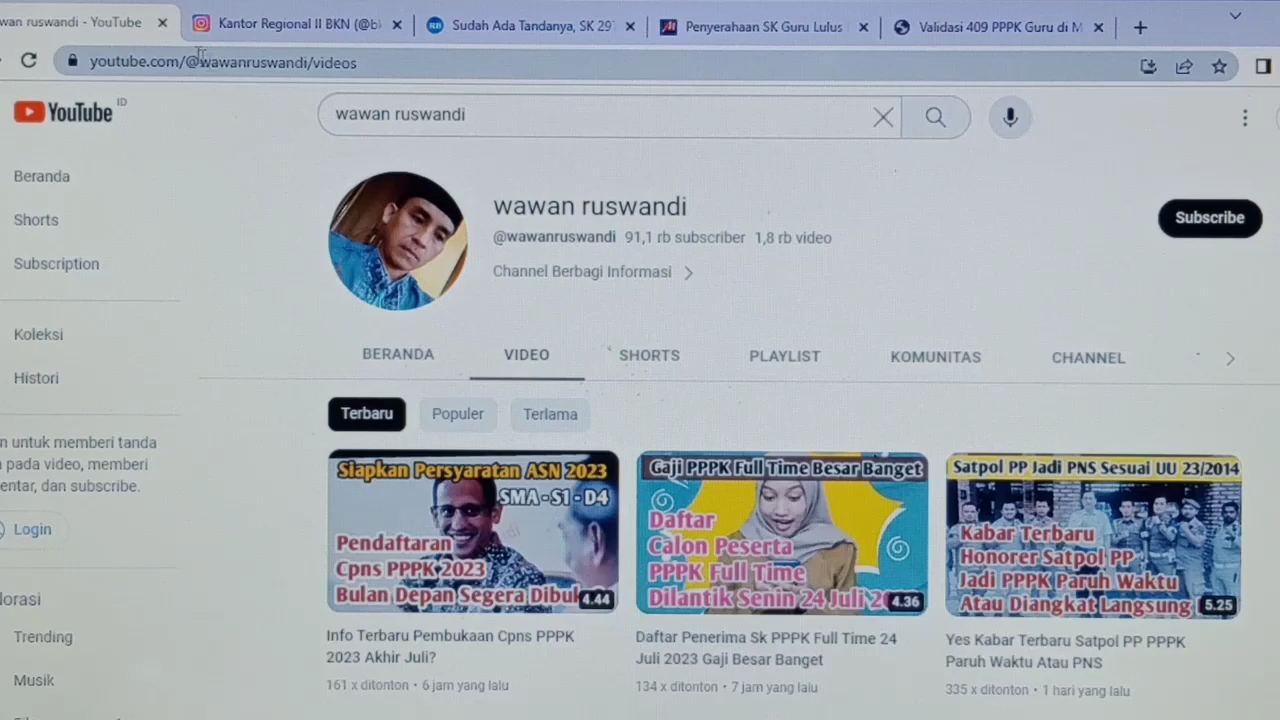 wan ruswandi - YouTube
Kantor Regional II BKN (@bk
Sudah Ada Tandanya, SK 29
Penyerahaan SK Guru Lulus
Validasi 409 PPPK Guru di M
youtube.com/@wawanruswandi/videos
YouTube ID
wawan ruswandi
Beranda
Shorts
Subscription
Koleksi
Histori
n untuk memberi tanda
pada video, memberi
entar, dan subscribe.
Login
lorasi
Trending
Musik
wawan ruswandi
@wawanruswandi 91,1 rb subscriber 1,8 rb video
Channel Berbagi Informasi
Subscribe
BERANDA VIDEO SHORTS PLAYLIST KOMUNITAS CHANNEL
Terbaru Populer Terlama
Siapkan Persyaratan ASN 2023
SMA - S1 - D4
Pendaftaran
Cpns PPPK 2023
Bulan Depan Segera Dibuk
4.44
Info Terbaru Pembukaan Cpns PPPK
2023 Akhir Juli?
161 x ditonton • 6 jam yang lalu
Gaji PPPK Full Time Besar Banget
Daftar
Calon Peserta
PPPK Full Time
Dilantik Senin 24 Juli 20
4.36
Daftar Penerima Sk PPPK Full Time 24
Juli 2023 Gaji Besar Banget
134 x ditonton • 7 jam yang lalu
Satpol PP Jadi PNS Sesuai UU 23/2014
Kabar Terbaru
Honorer Satpol PP
Jadi PPPK Paruh Waktu
Atau Diangkat Langsung
5.25
Yes Kabar Terbaru Satpol PP PPPK
Paruh Waktu Atau PNS
335 x ditonton • 1 hari yang lalu